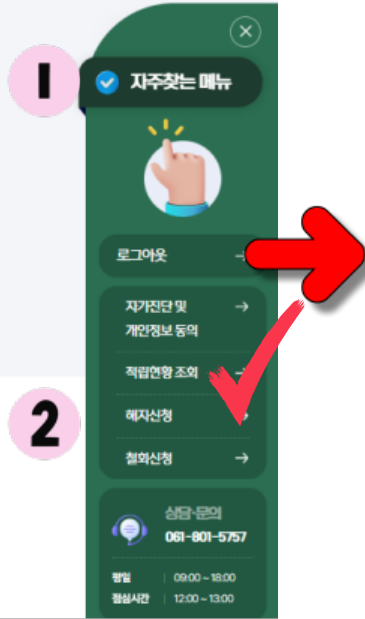 1
자주찾는 메뉴
로그아웃
자가진단 및
개인정보 동의
적립현황 조회
2
해지신청
철회신청
상담·문의
061-801-5757
평일 09:00 ~ 18:00
점심시간 12:00 ~ 13:00